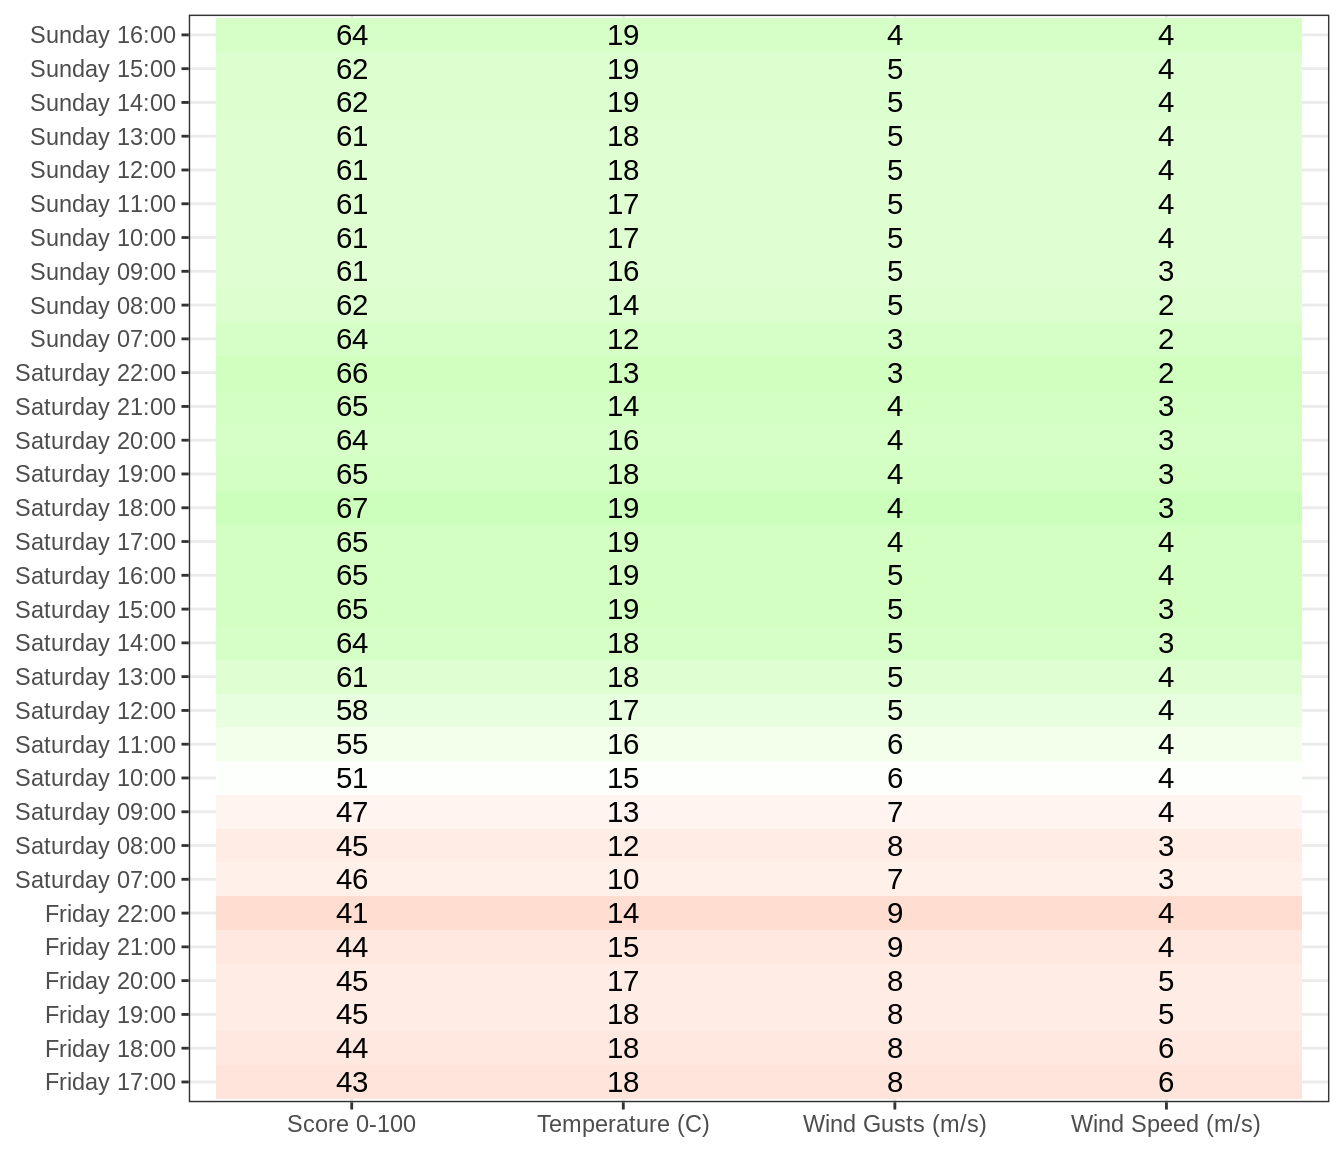 Sunday 16:00 64 19 4 4
Sunday 15:00 62 19 5 4
Sunday 14:00 62 19 5 4
Sunday 13:00 61 18 5 4
Sunday 12:00 61 18 5 4
Sunday 11:00 61 17 5 4
Sunday 10:00 61 17 5 4
Sunday 09:00 61 16 5 3
Sunday 08:00 62 14 5 2
Sunday 07:00 64 12 3 2
Saturday 22:00 66 13 3 2
Saturday 21:00 65 14 4 3
Saturday 20:00 64 16 4 3
Saturday 19:00 65 18 4 3
Saturday 18:00 67 19 4 3
Saturday 17:00 65 19 4 4
Saturday 16:00 65 19 5 4
Saturday 15:00 65 19 5 3
Saturday 14:00 64 18 5 3
Saturday 13:00 61 18 5 4
Saturday 12:00 58 17 5 4
Saturday 11:00 55 16 6 4
Saturday 10:00 51 15 6 4
Saturday 09:00 47 13 7 4
Saturday 08:00 45 12 8 3
Saturday 07:00 46 10 7 3
Friday 22:00 41 14 9 4
Friday 21:00 44 15 9 4
Friday 20:00 45 17 8 5
Friday 19:00 45 18 8 5
Friday 18:00 44 18 8 6
Friday 17:00 43 18 8 6
Score 0-100 Temperature (C) Wind Gusts (m/s) Wind Speed (m/s)